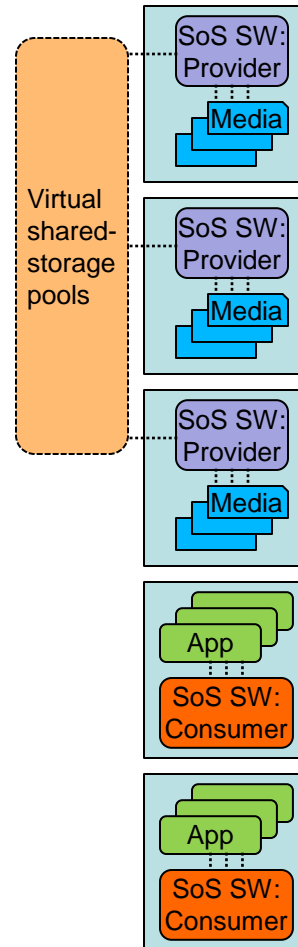 SoS SW:
Provider
Media
Virtual
shared-
storage
pools
SoS SW:
Provider
Media
SoS SW:
Provider
Media
App
SoS SW:
Consumer
App
SoS SW:
Consumer